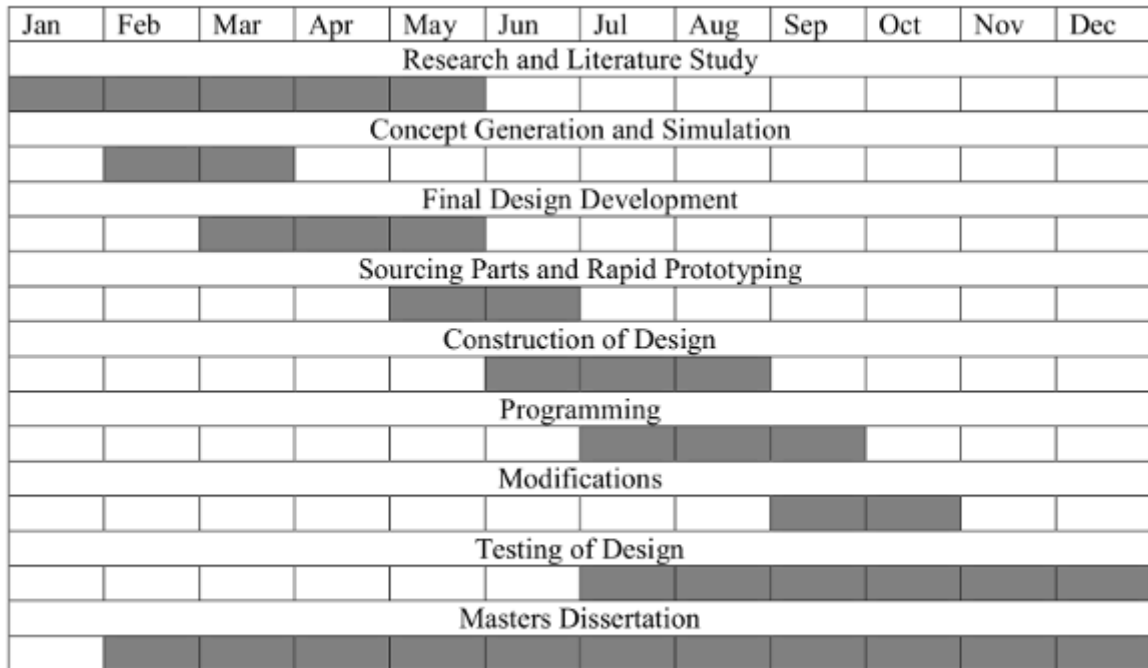 Jan Feb Mar Apr May Jun Jul Aug Sep Oct Nov Dec
Research and Literature Study
Concept Generation and Simulation
Final Design Development
Sourcing Parts and Rapid Prototyping
Construction of Design
Programming
Modifications
Testing of Design
Masters Dissertation